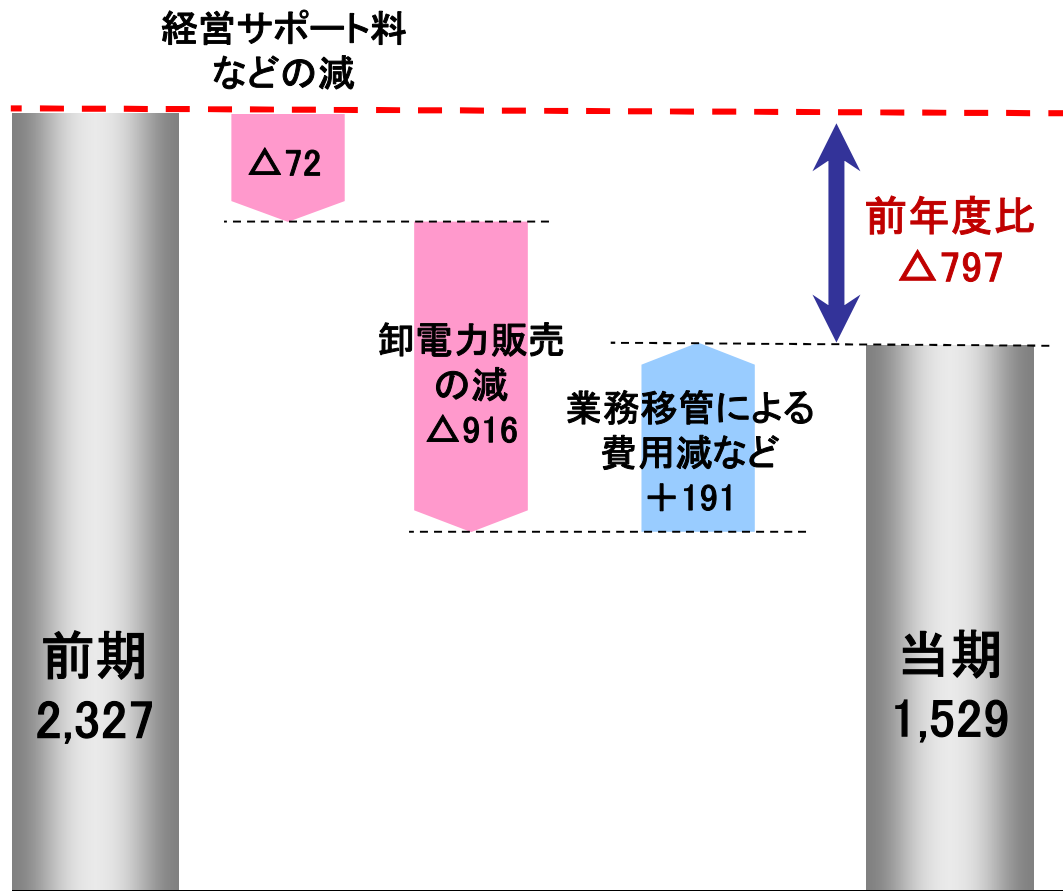 経営サポート料
などの減
△72
前年度比
△797
卸電力販売
の減
△916
業務移管による
費用減など
＋191
前期
2,327
当期
1,529